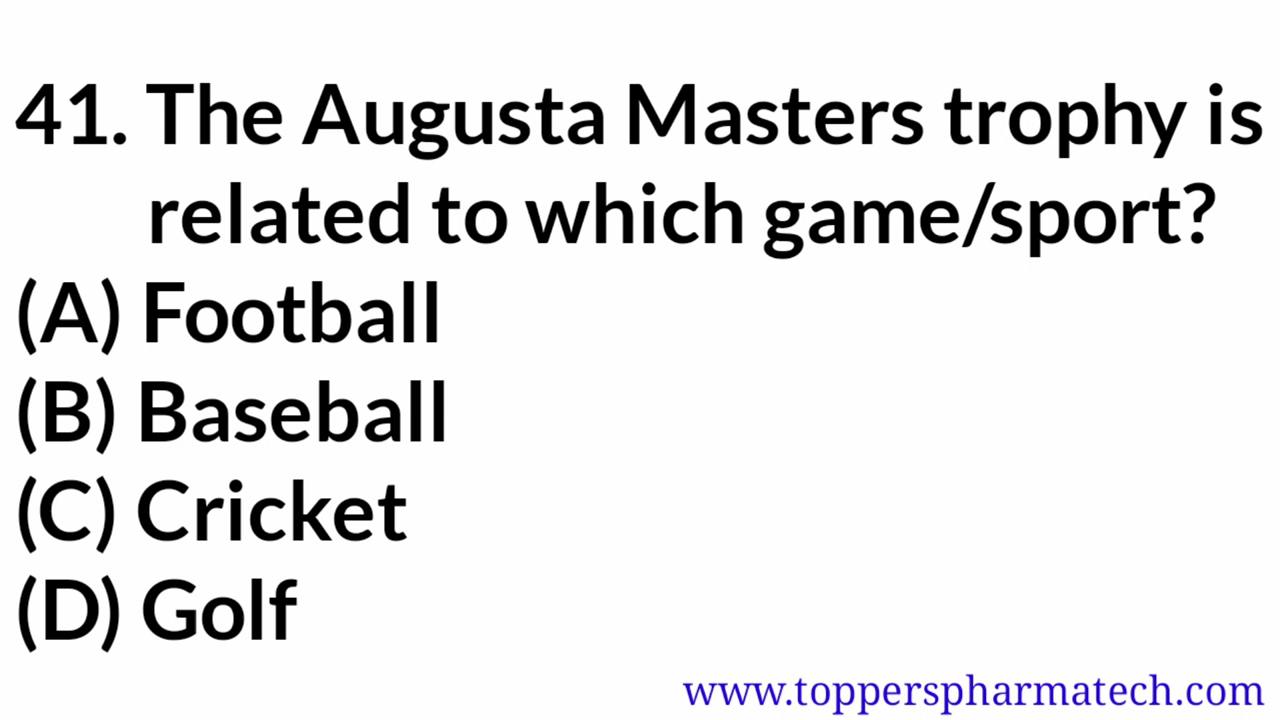 41. The Augusta Masters trophy is
related to which game/sport?
(A) Football
(B) Baseball
(C) Cricket
(D) Golf
www.topperspharmatech.com